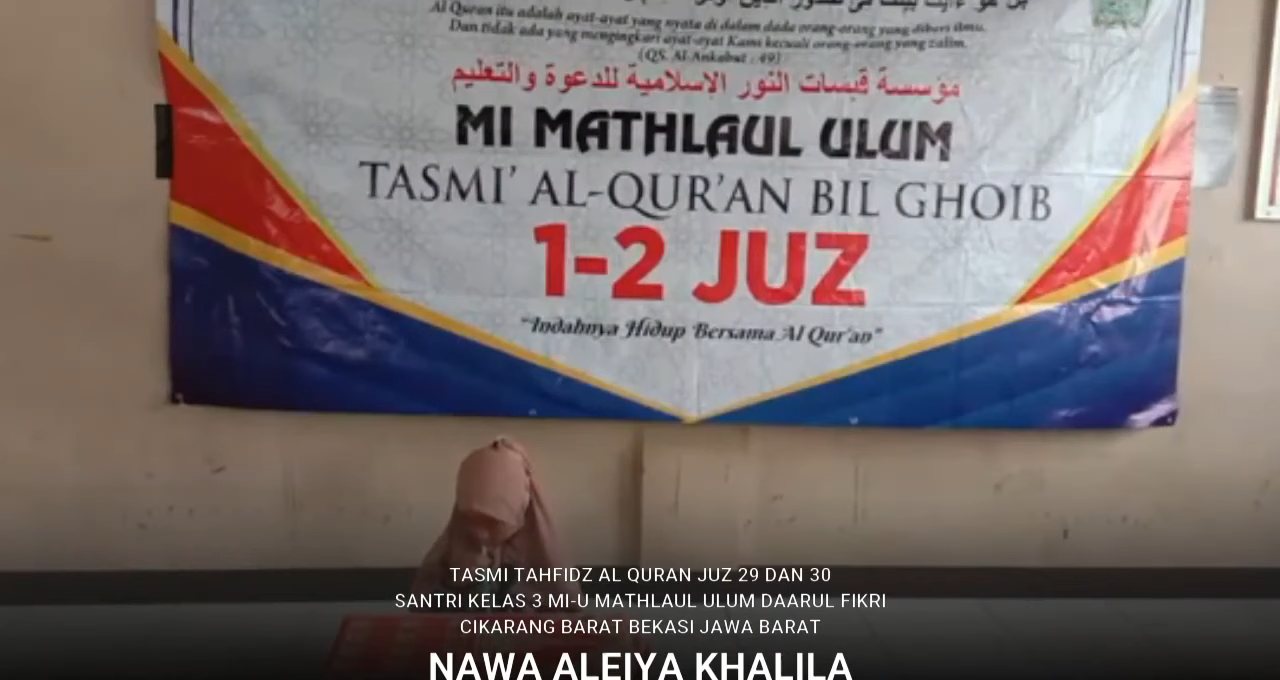 Al Quran itu adalah ayat-ayat yang nyata di dalam dada orang-orang yang diberi ilmu.
Dan tidak ada yang mengingkari ayat-ayat Kami kecuali orang-orang yang zalim.
(QS. Al-Ankabut : 49)
مؤسسة قبسات النور الاسلامية للدعوة والتعليم
MI MATHLAUL ULUM
TASMI' AL-QUR'AN BIL GHOIB
1-2 JUZ
"Indahnya Hidup Bersama Al Qur'an"
TASMI TAHFIDZ AL QURAN JUZ 29 DAN 30
SANTRI KELAS 3 MI-U MATHLAUL ULUM DAARUL FIKRI
CIKARANG BARAT BEKASI JAWA BARAT
NAWA ALEIYA KHALILA